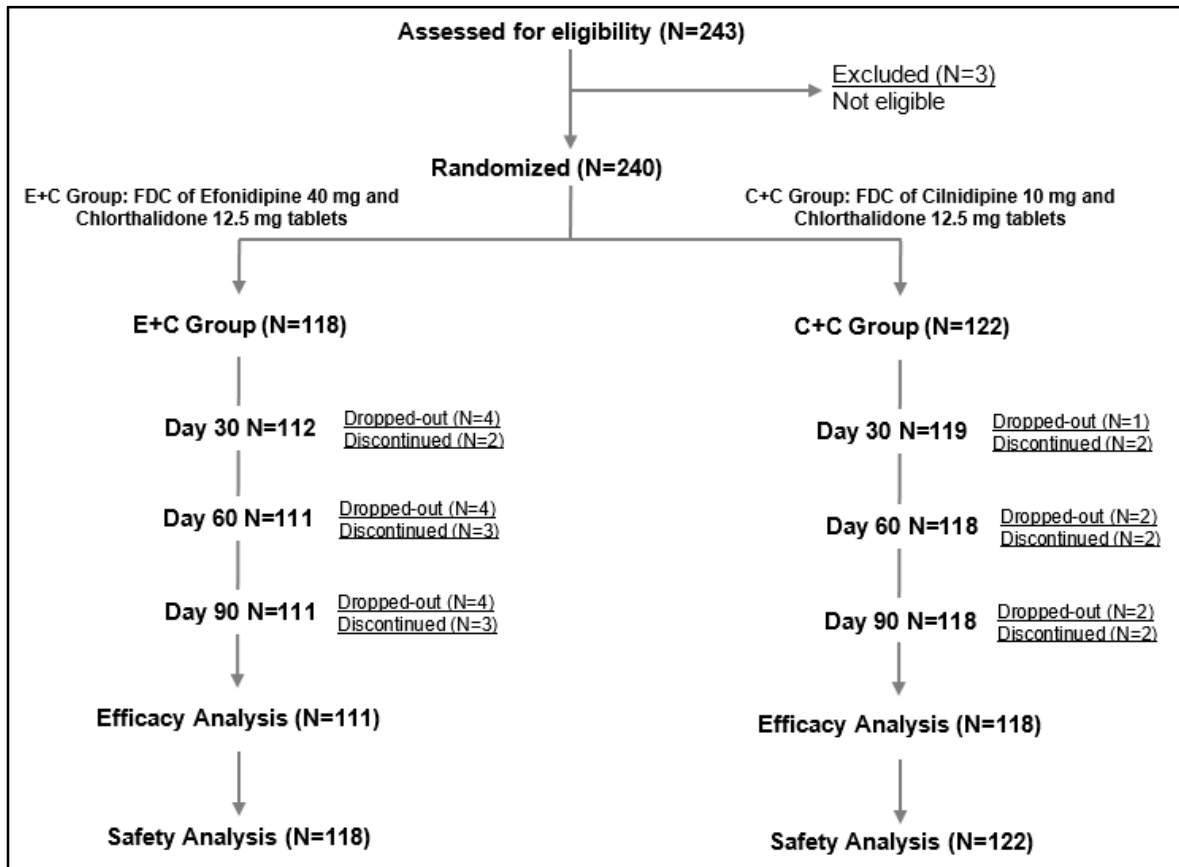 Assessed for eligibility (N=243)
Excluded (N=3)
Not eligible
Randomized (N=240)
E+C Group: FDC of Efonidipine 40 mg and
Chlorthalidone 12.5 mg tablets
C+C Group: FDC of Cilnidipine 10 mg and
Chlorthalidone 12.5 mg tablets
E+C Group (N=118)
C+C Group (N=122)
Day 30 N=112
Dropped-out (N=4)
Discontinued (N=2)
Day 30 N=119
Dropped-out (N=1)
Discontinued (N=2)
Day 60 N=111
Dropped-out (N=4)
Discontinued (N=3)
Day 60 N=118
Dropped-out (N=2)
Discontinued (N=2)
Day 90 N=111
Dropped-out (N=4)
Discontinued (N=3)
Day 90 N=118
Dropped-out (N=2)
Discontinued (N=2)
Efficacy Analysis (N=111)
Efficacy Analysis (N=118)
Safety Analysis (N=118)
Safety Analysis (N=122)